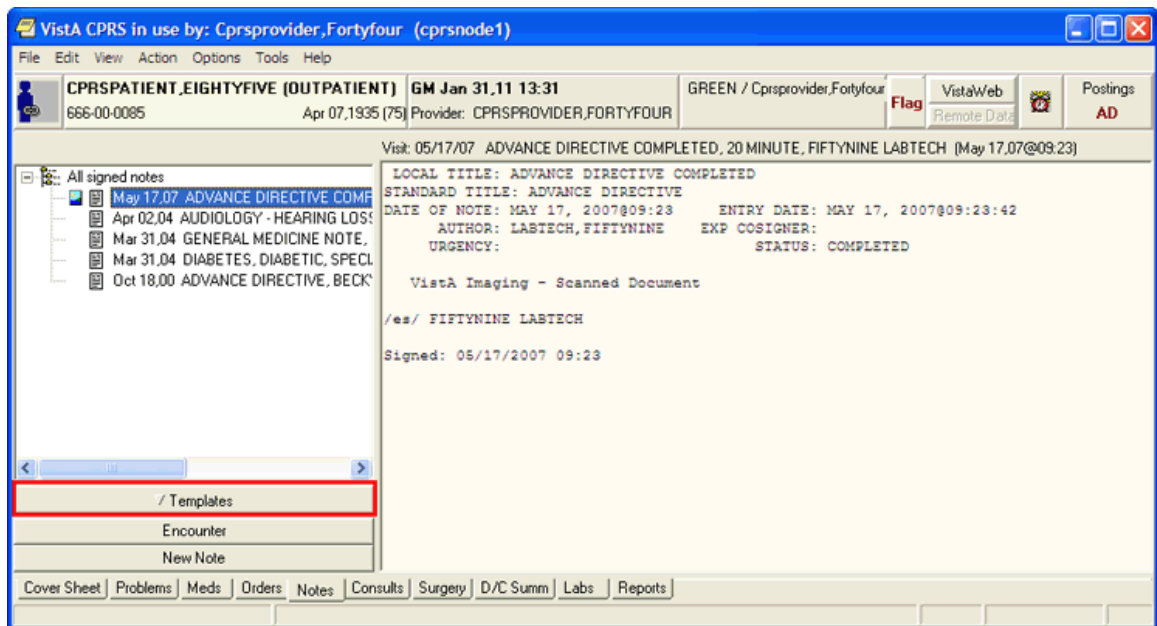 VistA CPRS in use by: Cprsprovider,Fortyfour (cprsnode1)
File Edit View Action Options Tools Help
CPRSPATIENT,EIGHTYFIVE (OUTPATIENT) GM Jan 31,11 13:31 GREEN / Cprsprovider,Fortyfour Flag VistaWeb Postings
666-00-0085 Apr 07,1935 (75) Provider: CPRSPROVIDER,FORTYFOUR Remote Data AD
Visit: 05/17/07 ADVANCE DIRECTIVE COMPLETED, 20 MINUTE, FIFTYNINE LABTECH (May 17,07@09:23)
All signed notes
May 17,07 ADVANCE DIRECTIVE COMP
Apr 02,04 AUDIOLOGY - HEARING LOSS
Mar 31,04 GENERAL MEDICINE NOTE,
Mar 31,04 DIABETES, DIABETIC, SPECI
Oct 18,00 ADVANCE DIRECTIVE, BECKY
LOCAL TITLE: ADVANCE DIRECTIVE COMPLETED
STANDARD TITLE: ADVANCE DIRECTIVE
DATE OF NOTE: MAY 17, 2007@09:23 ENTRY DATE: MAY 17, 2007@09:23:42
AUTHOR: LABTECH,FIFTYNINE EXP COSIGNER:
URGENCY: STATUS: COMPLETED
VistA Imaging - Scanned Document
/es/ FIFTYNINE LABTECH
Signed: 05/17/2007 09:23
/ Templates
Encounter
New Note
Cover Sheet Problems Meds Orders Notes Consults Surgery D/C Summ Labs Reports